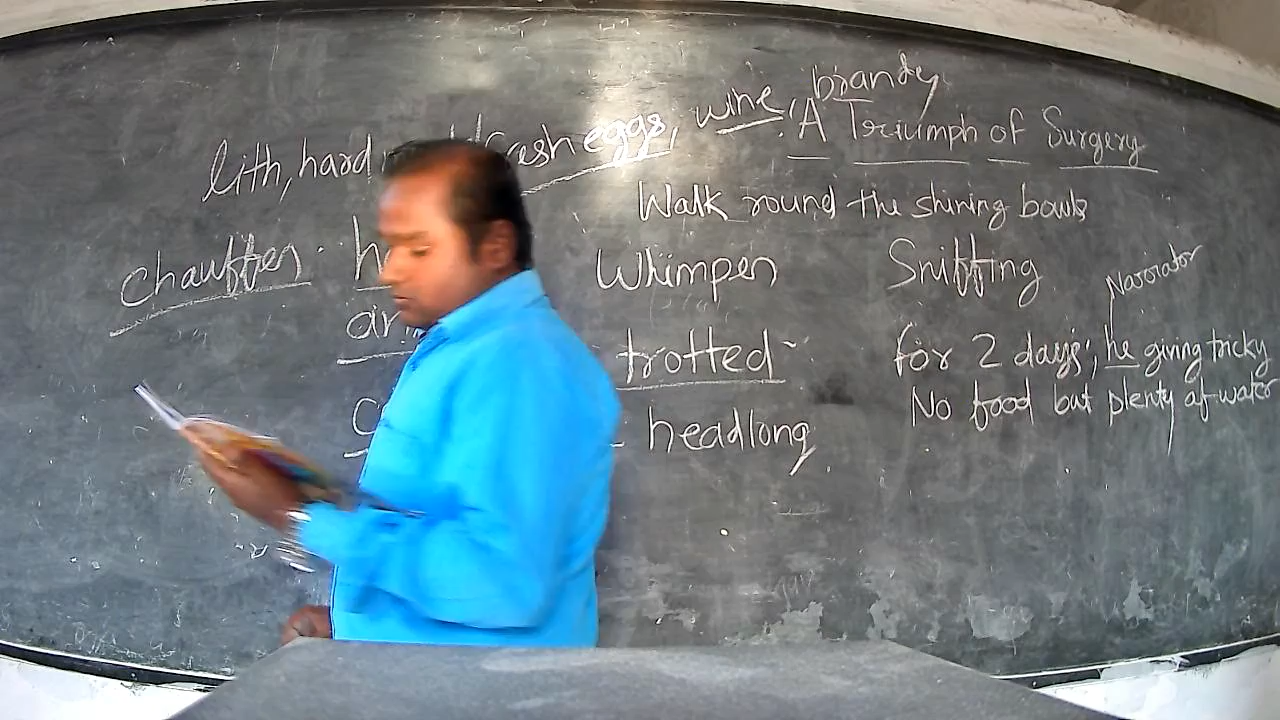 brandy
lith, hard fresh eggs, wine, A Triumph of Surgery
Walk round the shining bowls
chauffer Whimper Sniffing Narrator
trotted for 2 days, he giving tricky
headlong No food but plenty of water